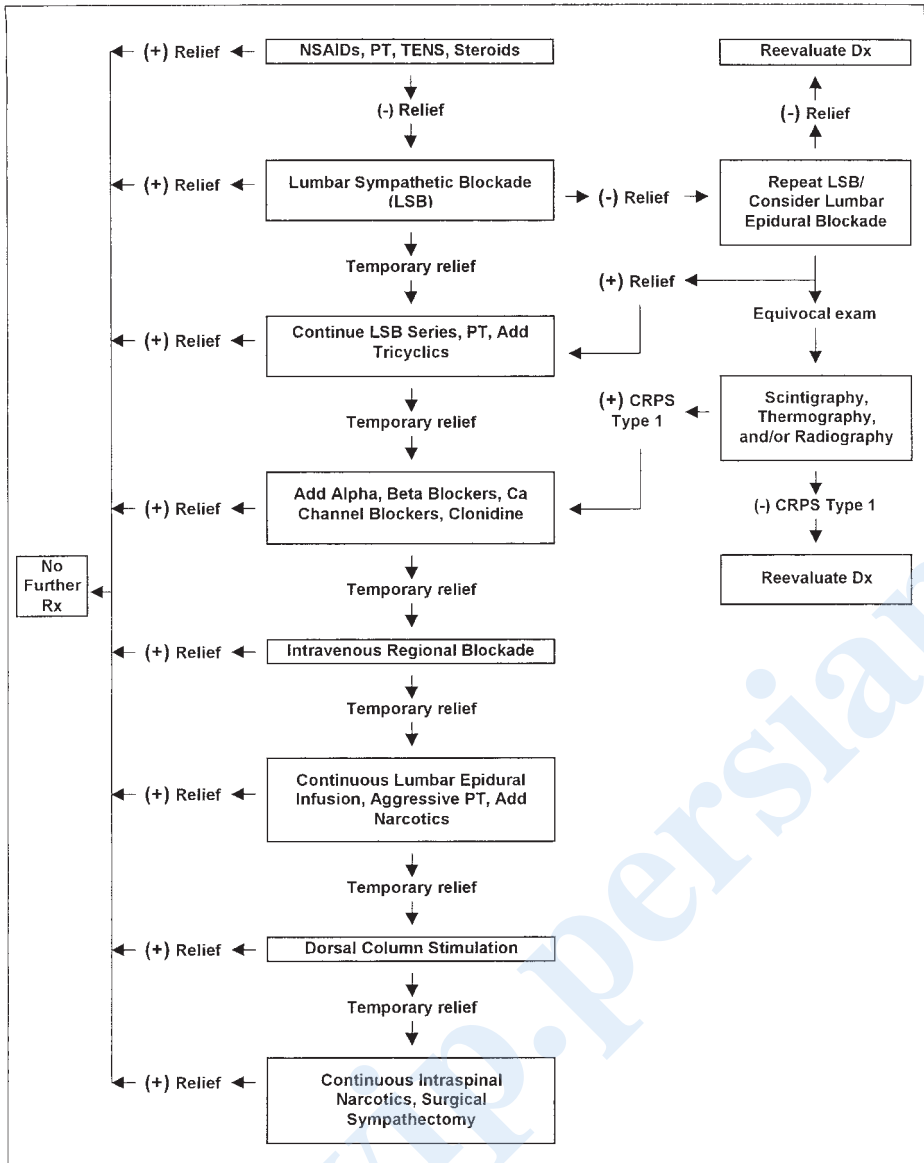 (+) Relief
NSAIDs, PT, TENS, Steroids
Reevaluate Dx
(-) Relief
(-) Relief
(+) Relief
Lumbar Sympathetic Blockade
(LSB)
(-) Relief
Repeat LSB/
Consider Lumbar
Epidural Blockade
Temporary relief
(+) Relief
Equivocal exam
(+) Relief
Continue LSB Series, PT, Add
Tricyclics
Temporary relief
(+) CRPS
Type 1
Scintigraphy,
Thermography,
and/or Radiography
(+) Relief
Add Alpha, Beta Blockers, Ca
Channel Blockers, Clonidine
(-) CRPS Type 1
No
Further
Rx
Temporary relief
Reevaluate Dx
(+) Relief
Intravenous Regional Blockade
Temporary relief
(+) Relief
Continuous Lumbar Epidural
Infusion, Aggressive PT, Add
Narcotics
Temporary relief
(+) Relief
Dorsal Column Stimulation
Temporary relief
(+) Relief
Continuous Intraspinal
Narcotics, Surgical
Sympathectomy
vip.persian